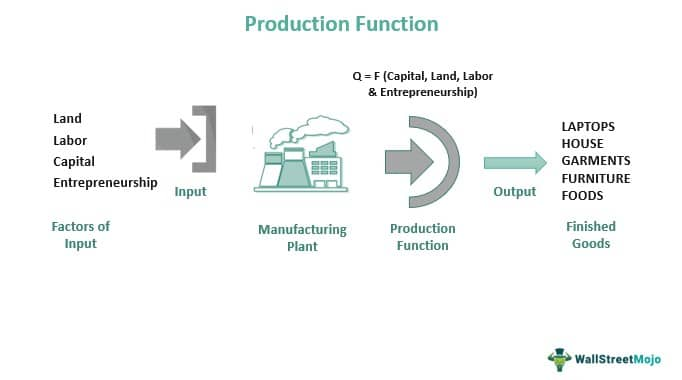 Production Function
Q = F (Capital, Land, Labor
& Entrepreneurship)
Land
Labor
Capital
Entrepreneurship
Input
Output
LAPTOPS
HOUSE
GARMENTS
FURNITURE
FOODS
Factors of
Input
Manufacturing
Plant
Production
Function
Finished
Goods
WallStreetMojo